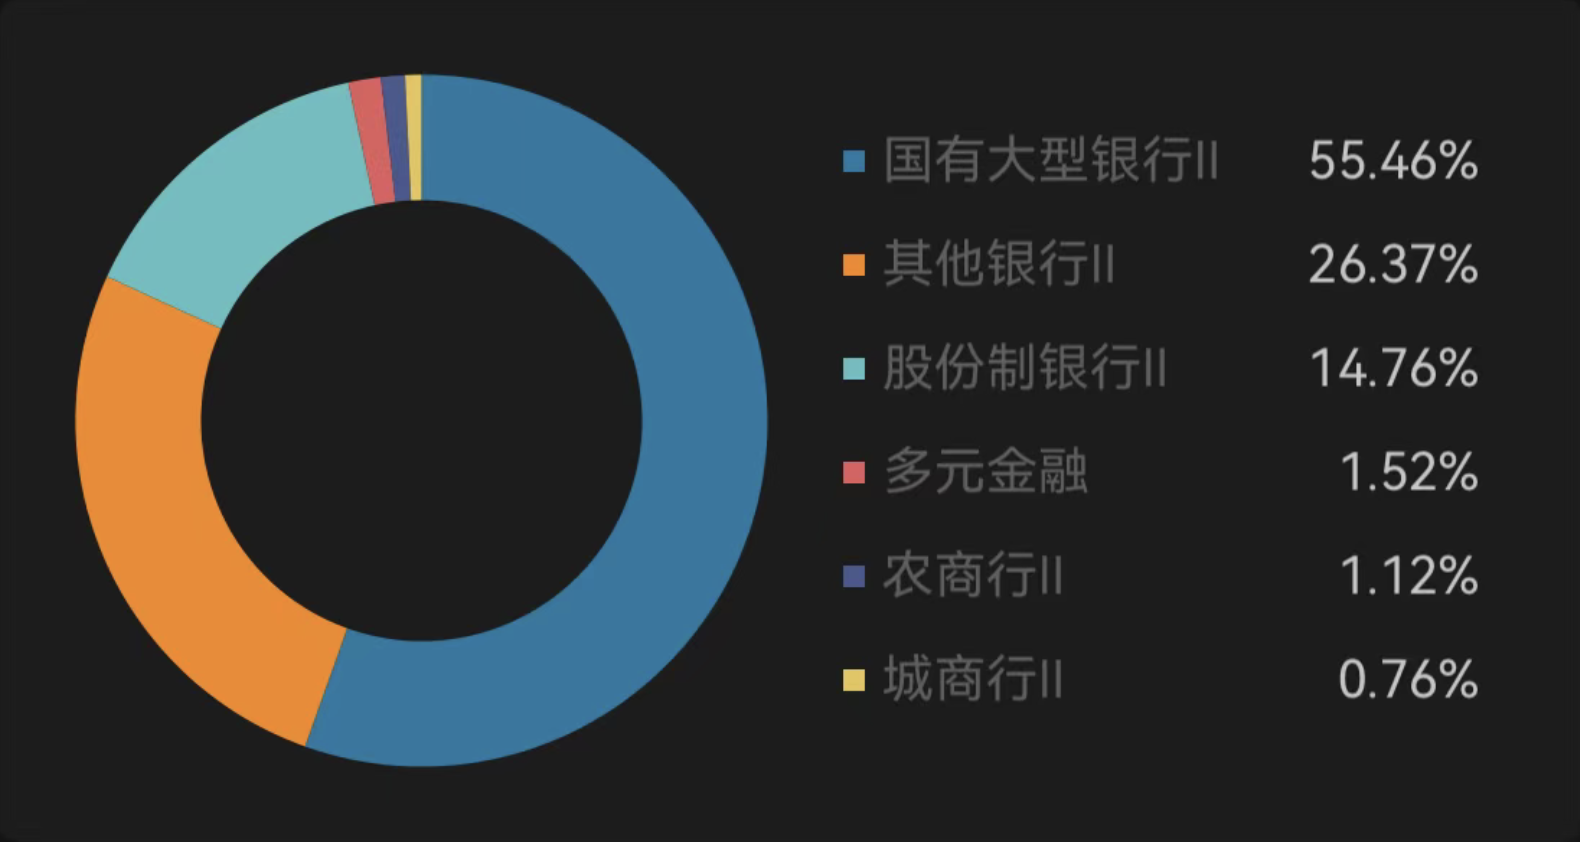 国有大型银行II 55.46%
其他银行II 26.37%
股份制银行II 14.76%
多元金融 1.52%
农商行II 1.12%
城商行II 0.76%